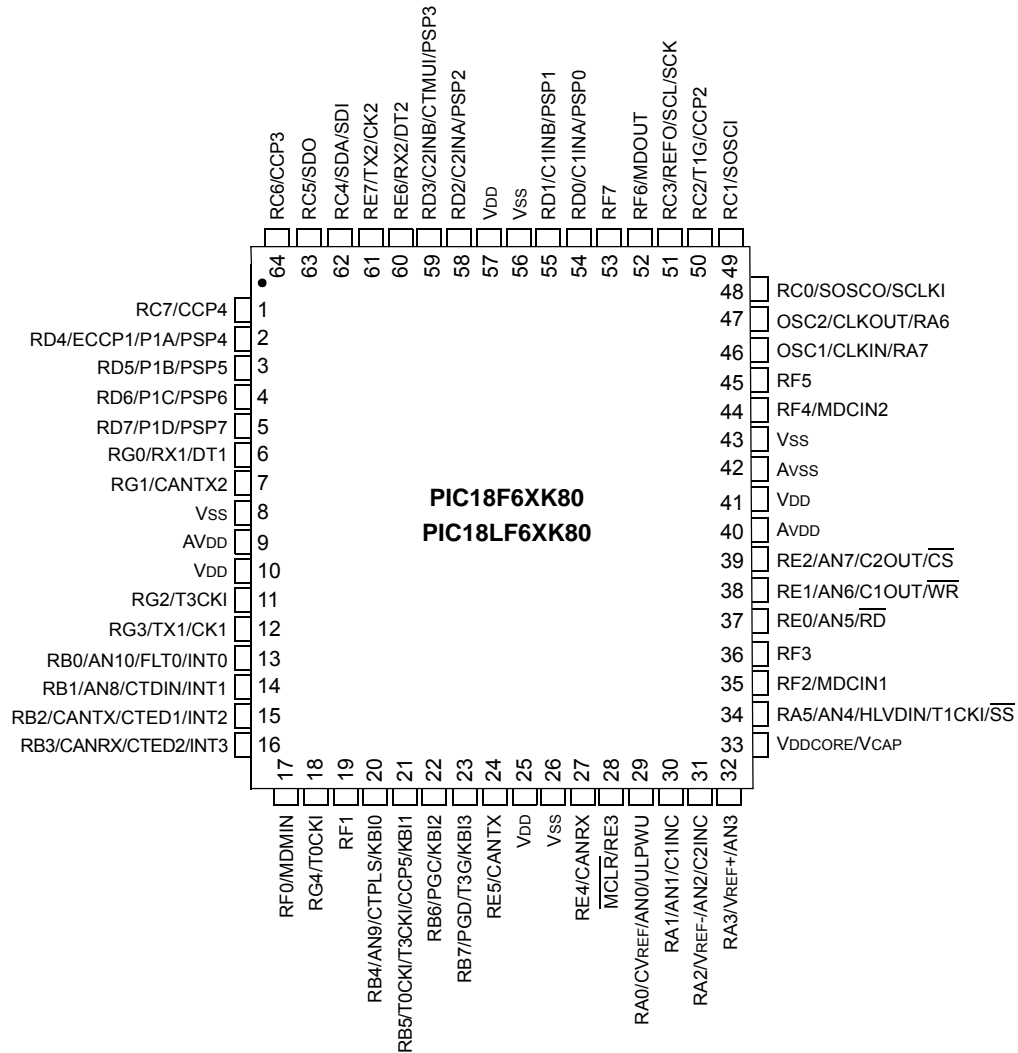 RC6/CCP3
RC5/SDO
RC4/SDA/SDI
RE7/TX2/CK2
RE6/RX2/DT2
RD3/C2INB/CTMUI/PSP3
RD2/C2INA/PSP2
VDD
VSS
RD1/C1INB/PSP1
RD0/C1INA/PSP0
RF7
RF6/MDOUT
RC3/REFO/SCL/SCK
RC2/T1G/CCP2
RC1/SOSCI
64
63
62
61
60
59
58
57
56
55
54
53
52
51
50
49
RC7/CCP4 1
RD4/ECCP1/P1A/PSP4 2
RD5/P1B/PSP5 3
RD6/P1C/PSP6 4
RD7/P1D/PSP7 5
RG0/RX1/DT1 6
RG1/CANTX2 7
VSS 8
AVDD 9
VDD 10
RG2/T3CKI 11
RG3/TX1/CK1 12
RB0/AN10/FLT0/INT0 13
RB1/AN8/CTDIN/INT1 14
RB2/CANTX/CTED1/INT2 15
RB3/CANRX/CTED2/INT3 16
PIC18F6XK80
PIC18LF6XK80
48 RC0/SOSCO/SCLKI
47 OSC2/CLKOUT/RA6
46 OSC1/CLKIN/RA7
45 RF5
44 RF4/MDCIN2
43 VSS
42 AVSS
41 VDD
40 AVDD
39 RE2/AN7/C2OUT/CS
38 RE1/AN6/C1OUT/WR
37 RE0/AN5/RD
36 RF3
35 RF2/MDCIN1
34 RA5/AN4/HLVDIN/T1CKI/SS
33 VDDCORE/VCAP
17
18
19
20
21
22
23
24
25
26
27
28
29
30
31
32
RF0/MDMIN
RG4/T0CKI
RF1
RB4/AN9/CTPLS/KBI0
RB5/T0CKI/T3CKI/CCP5/KBI1
RB6/PGC/KBI2
RB7/PGD/T3G/KBI3
RE5/CANTX
VDD
VSS
RE4/CANRX
MCLR/RE3
RA0/CVREF/AN0/ULPWU
RA1/AN1/C1INC
RA2/VREF-/AN2/C2INC
RA3/VREF+/AN3